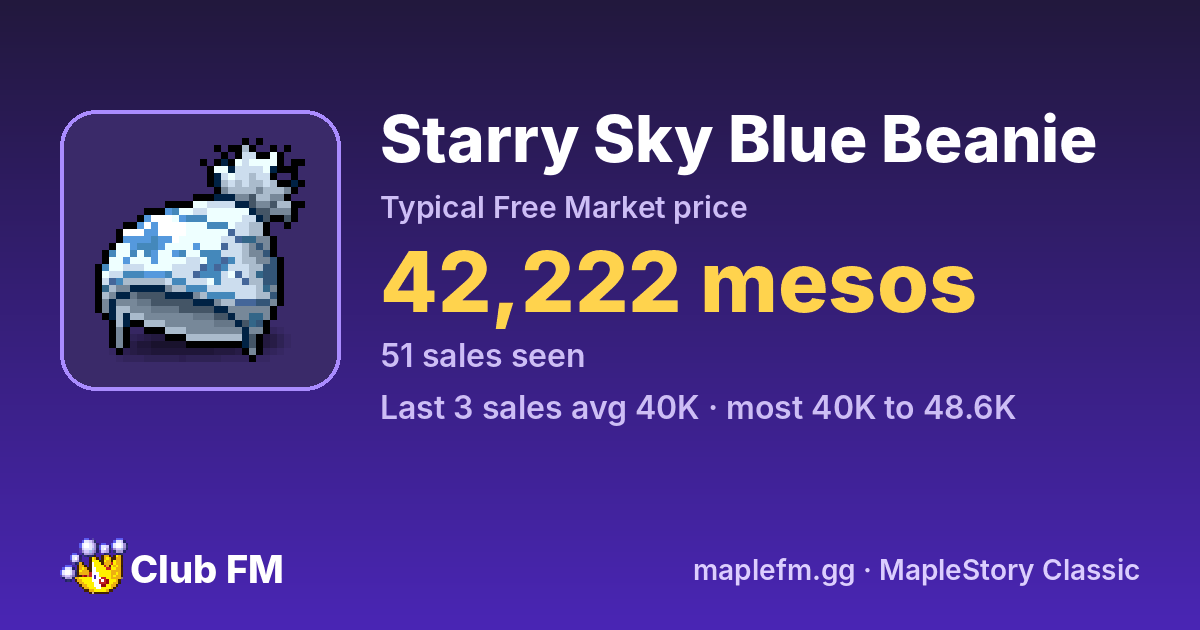 Starry Sky Blue Beanie
Typical Free Market price
42,222 mesos
51 sales seen
Last 3 sales avg 40K · most 40K to 48.6K
Club FM
maplefm.gg · MapleStory Classic